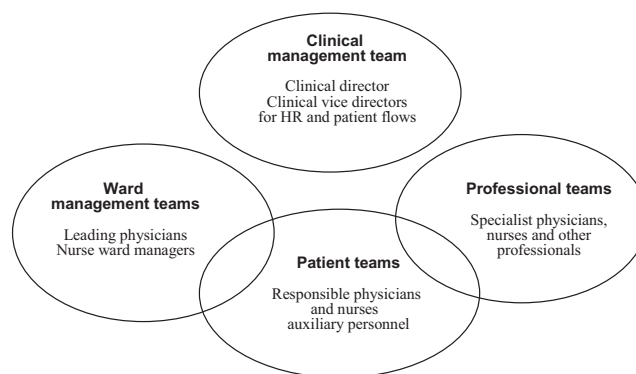 Clinical
management team
Clinical director
Clinical vice directors
for HR and patient flows
Ward
management teams
Leading physicians
Nurse ward managers
Professional teams
Specialist physicians,
nurses and other
professionals
Patient teams
Responsible physicians
and nurses
auxiliary personnel